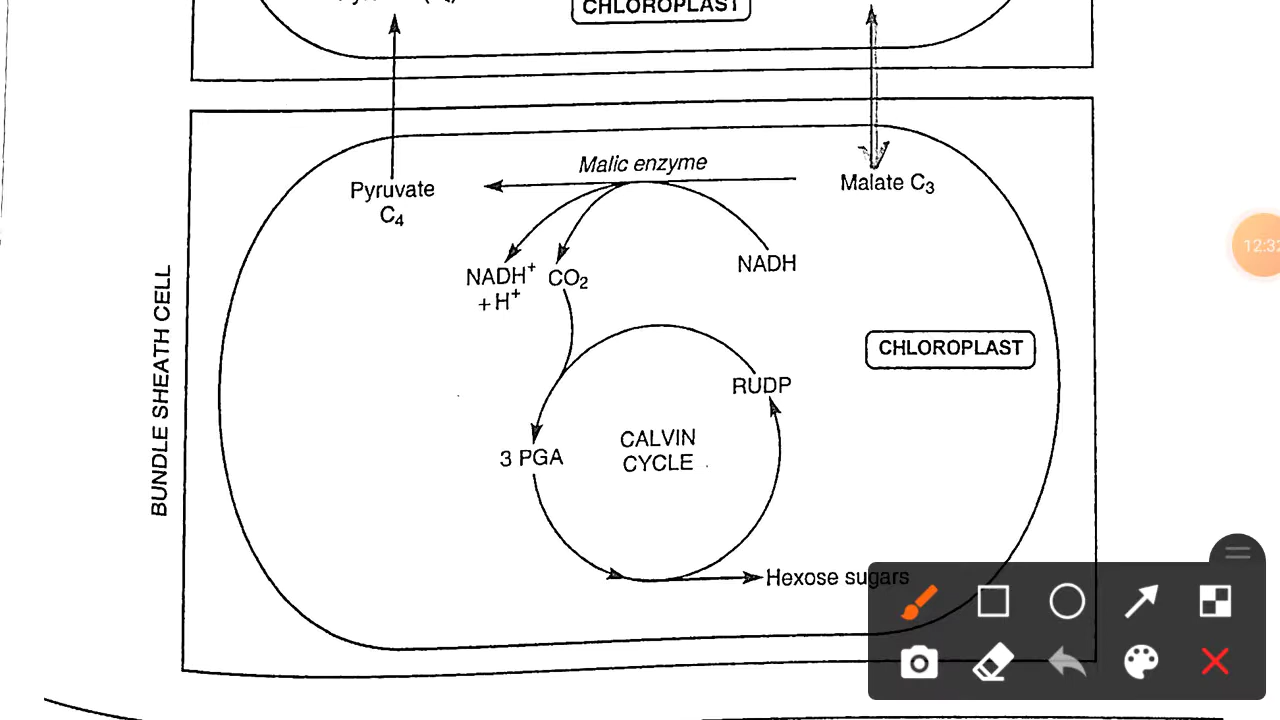 CHLOROPLAST
Malic enzyme
Pyruvate
C4
Malate C3
NADH+
+H+
CO2
NADH
BUNDLE SHEATH CELL
CHLOROPLAST
RUDP
CALVIN
CYCLE
3 PGA
Hexose sugars
12:32